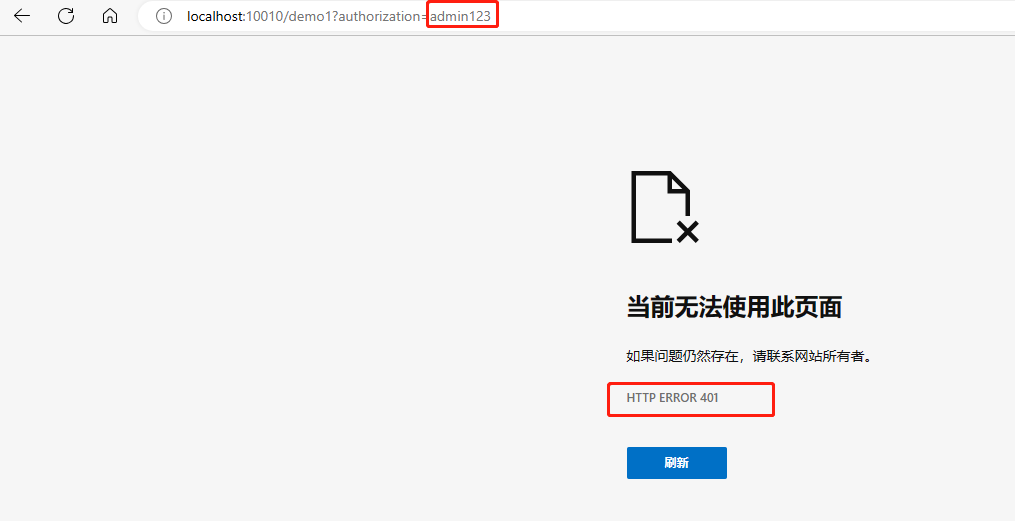 localhost:10010/demo1?authorization=admin123
当前无法使用此页面
如果问题仍然存在，请联系网站所有者。
HTTP ERROR 401
刷新